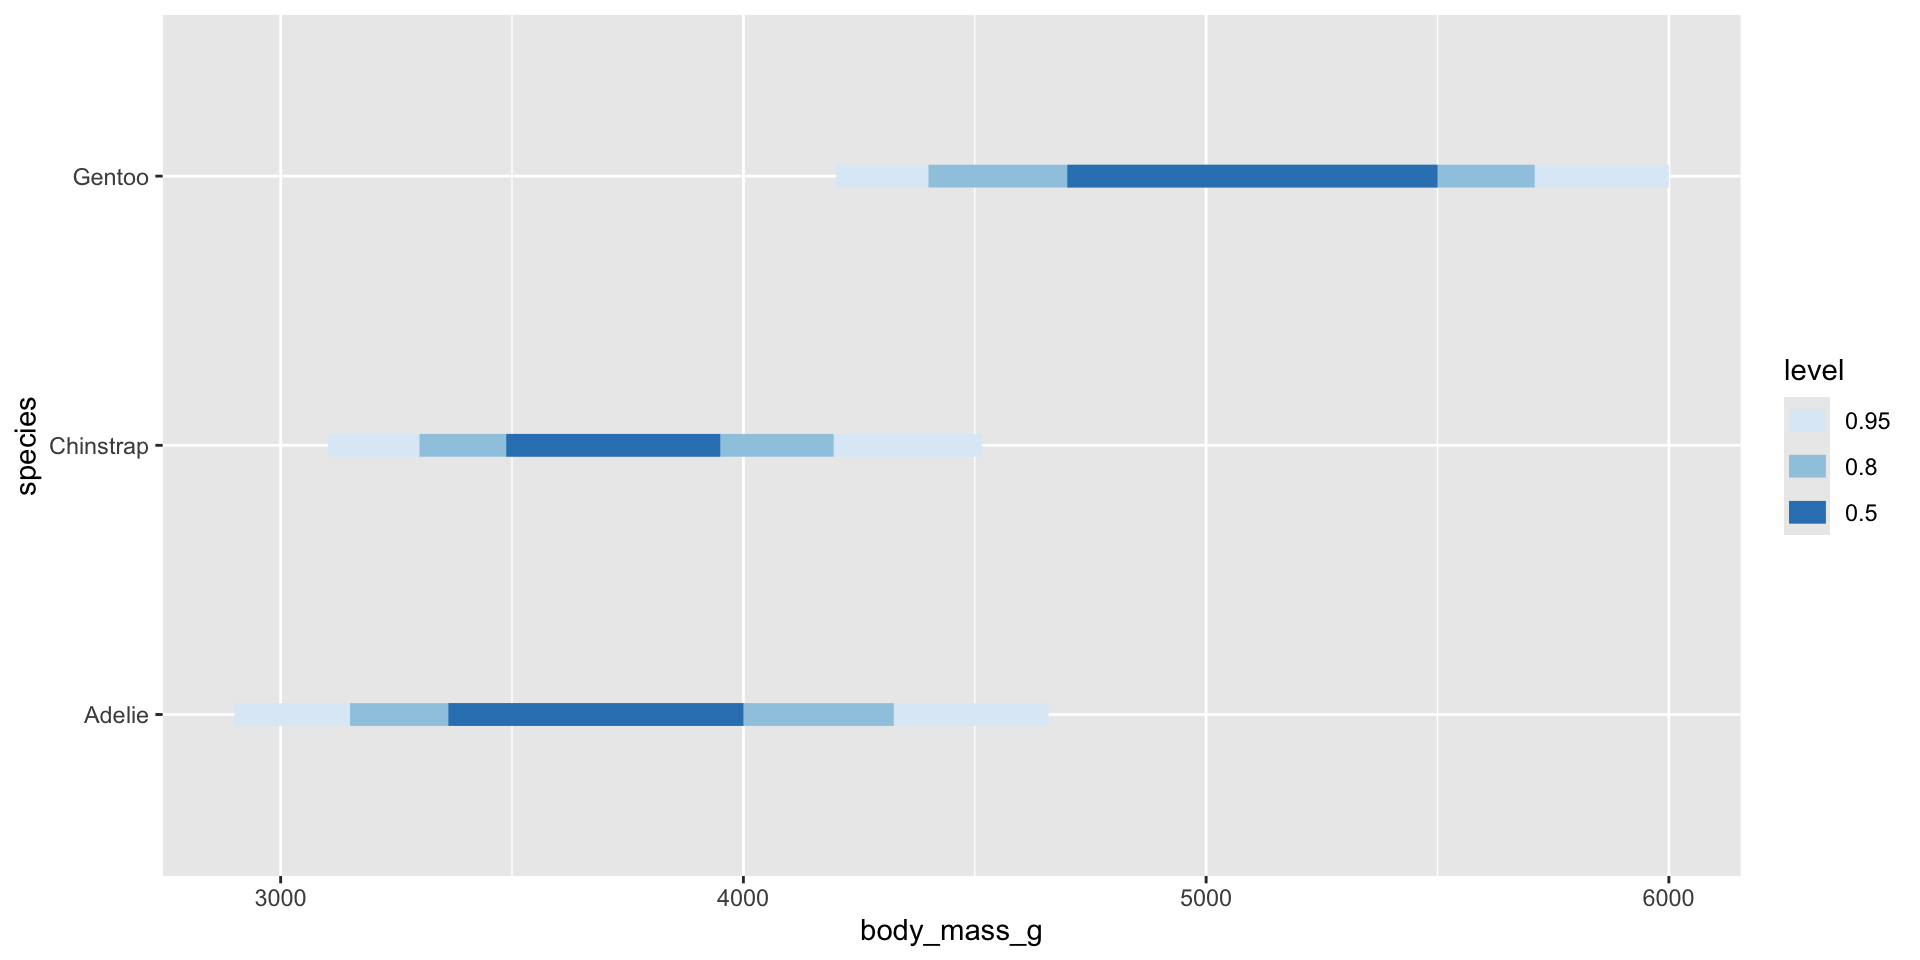 species
Gentoo
Chinstrap
Adelie
3000 4000 5000 6000
body_mass_g
level
0.95
0.8
0.5